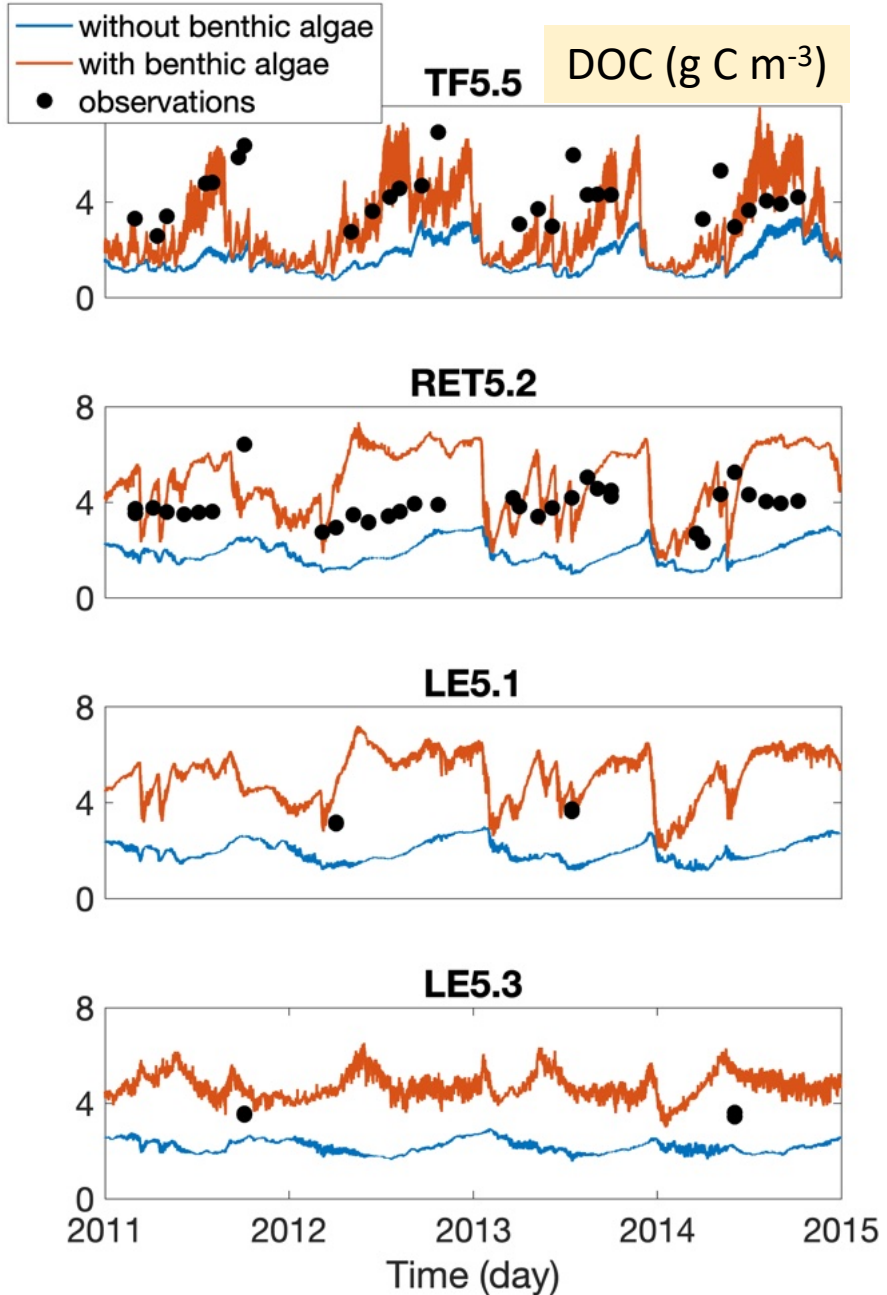 without benthic algae
with benthic algae
observations
DOC (g C m-3)
TF5.5
4
0
RET5.2
8
4
0
LE5.1
8
4
0
LE5.3
8
4
0
2011 2012 2013 2014 2015
Time (day)